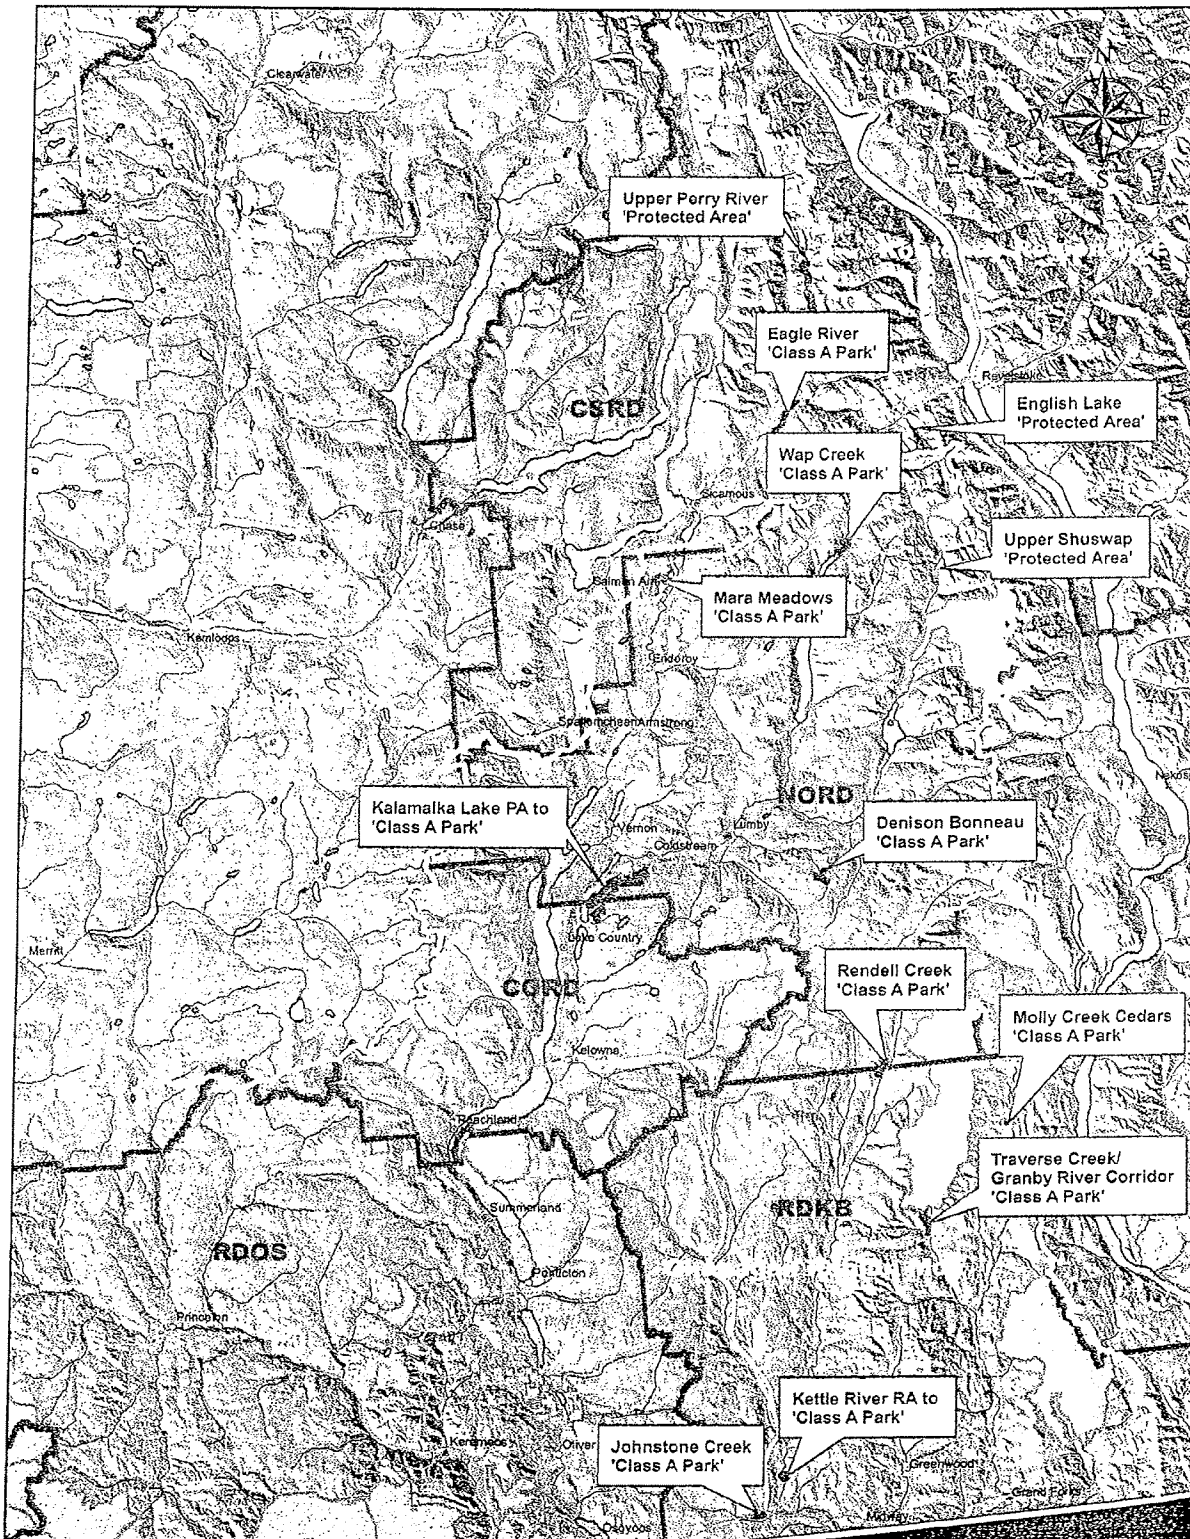 Clearwater
N
W
E
S
Upper Perry River
'Protected Area'
Eagle River
'Class A Park'
Revelstoke
English Lake
'Protected Area'
CSRD
Wap Creek
'Class A Park'
Sicamous
Chase
Upper Shuswap
'Protected Area'
Salmon Arm
Mara Meadows
'Class A Park'
Kamloops
Enderby
Spallumcheen
Armstrong
Nakusp
NORD
Kalamalka Lake PA to
'Class A Park'
Vernon
Lumby
Coldstream
Denison Bonneau
'Class A Park'
Merritt
Lake Country
CORD
Rendell Creek
'Class A Park'
Molly Creek Cedars
'Class A Park'
Kelowna
Peachland
Traverse Creek/
Granby River Corridor
'Class A Park'
Summerland
RDKB
RDOS
Penticton
Princeton
Kettle River RA to
'Class A Park'
Keremeos
Oliver
Johnstone Creek
'Class A Park'
Greenwood
Grand Forks
Midway
Osoyoos